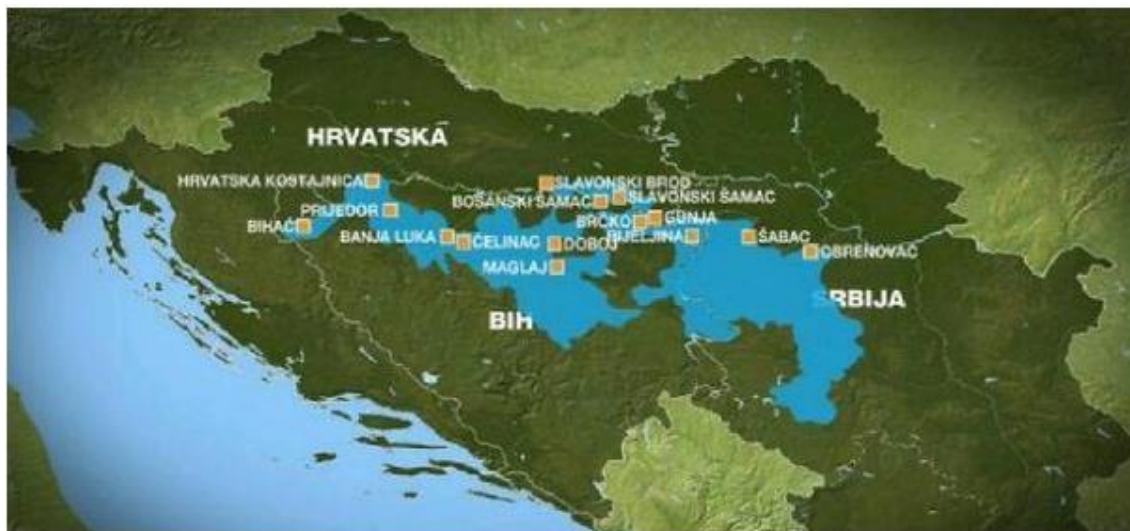 HRVATSKA
HRVATSKA KOSTAJNICA
SLAVONSKI BROD
SLAVONSKI ŠAMAC
BOSANSKI ŠAMAC
PRIJEDOR
GUNJA
BRČKO
BIHAĆ
BANJA LUKA
ČELINAC
DOBOJ
BIJELJINA
ŠABAC
OBRENOVAC
MAGLAJ
SRBIJA
BIH